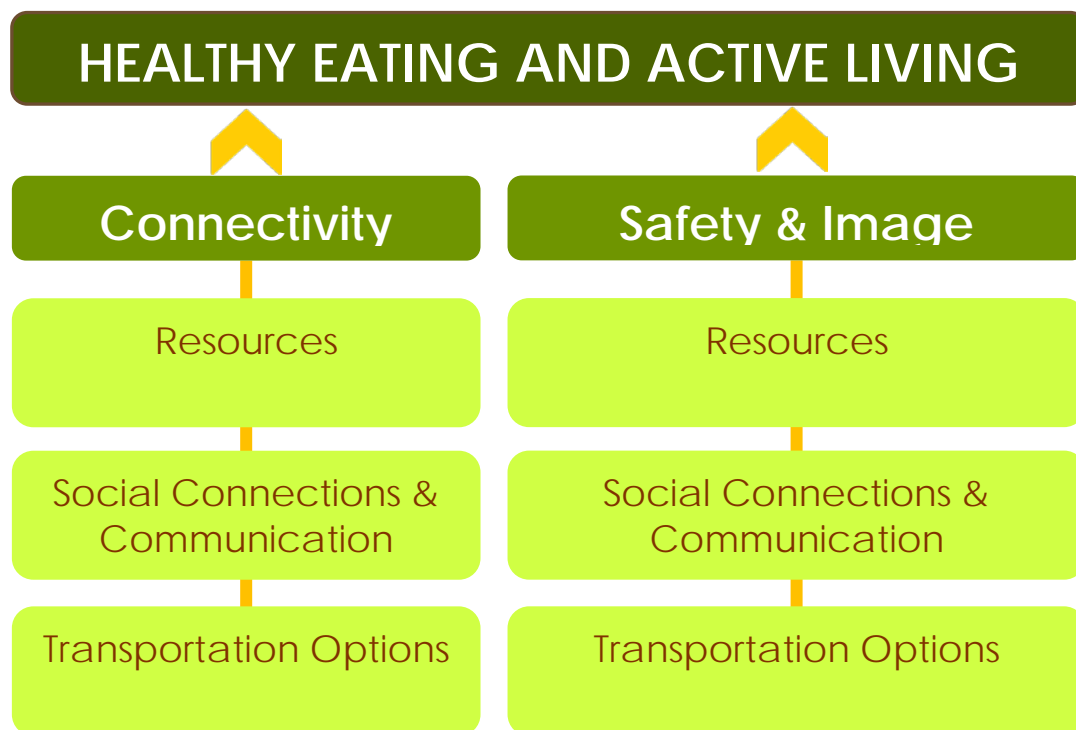 HEALTHY EATING AND ACTIVE LIVING
Connectivity
Resources
Social Connections &
Communication
Transportation Options
Safety & Image
Resources
Social Connections &
Communication
Transportation Options